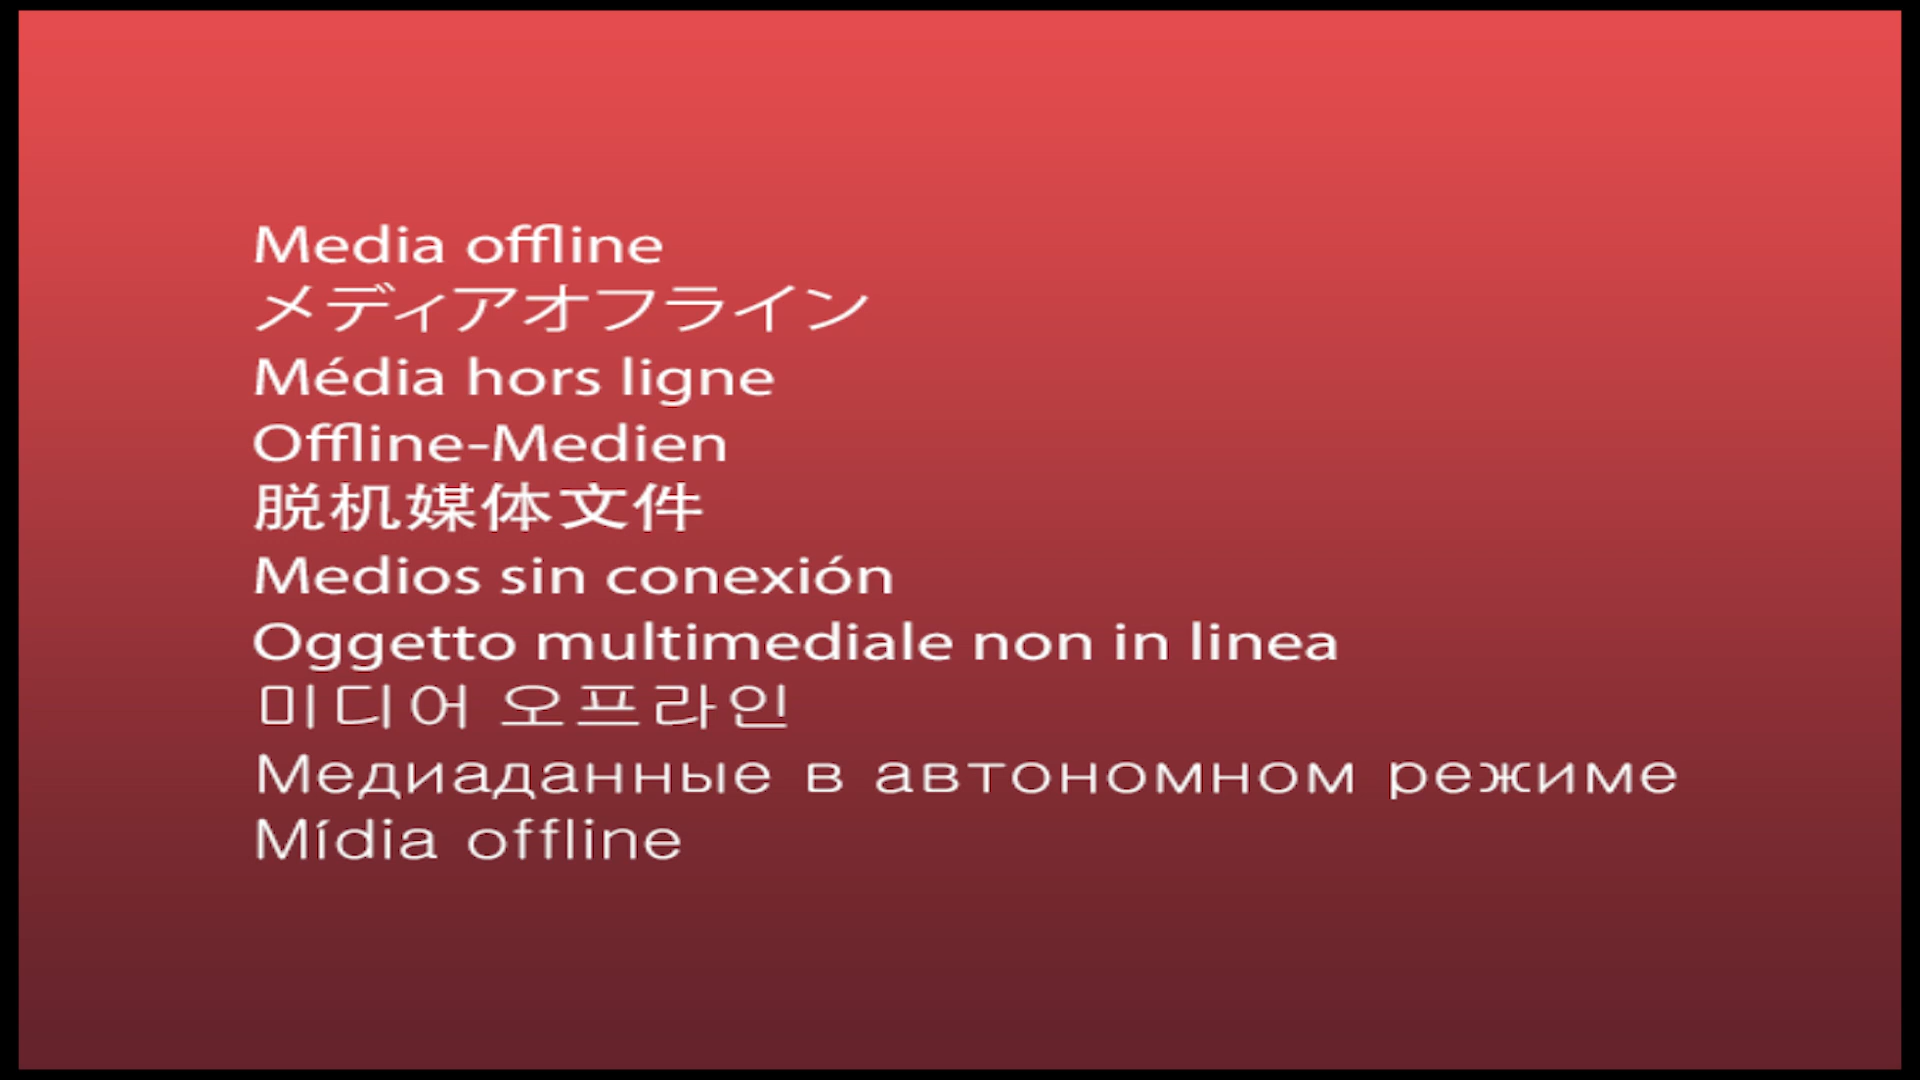 Media offline
メディアオフライン
Média hors ligne
Offline-Medien
脱机媒体文件
Medios sin conexión
Oggetto multimediale non in linea
미디어 오프라인
Медиаданные в автономном режиме
Mídia offline